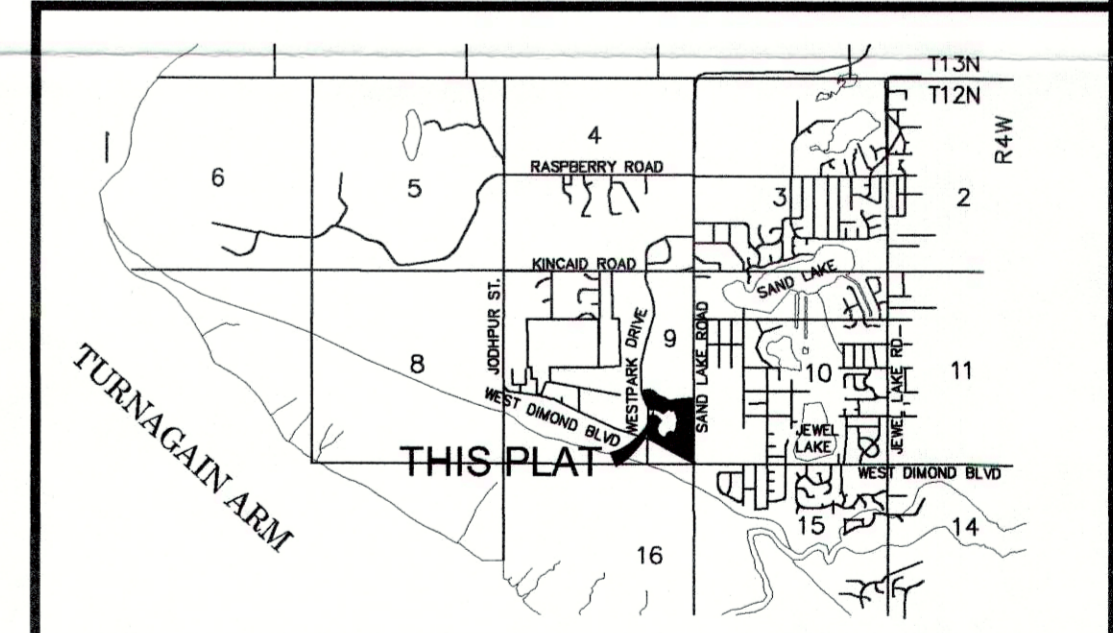 T13N
T12N
R4W
6
5
4
RASPBERRY ROAD
3
2
KINCAID ROAD
SAND LAKE
JODHPUR ST.
WESTPARK DRIVE
9
SAND LAKE ROAD
8
10
JEWEL LAKE RD
11
TURNAGAIN ARM
WEST DIMOND BLVD
JEWEL
LAKE
THIS PLAT
WEST DIMOND BLVD
15
14
16